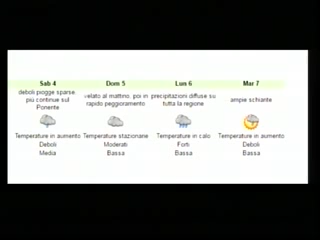 Sab 4 Dom 5 Lun 6 Mar 7
deboli piogge sparse
più continue sul
Ponente
velato al mattino. poi in
rapido peggioramento
precipitazioni diffuse su
tutta la regione
ampie schiarite
Temperature in aumento Temperature stazionarie Temperature in calo Temperature in aumento
Deboli Moderati Forti Deboli
Media Bassa Bassa Bassa